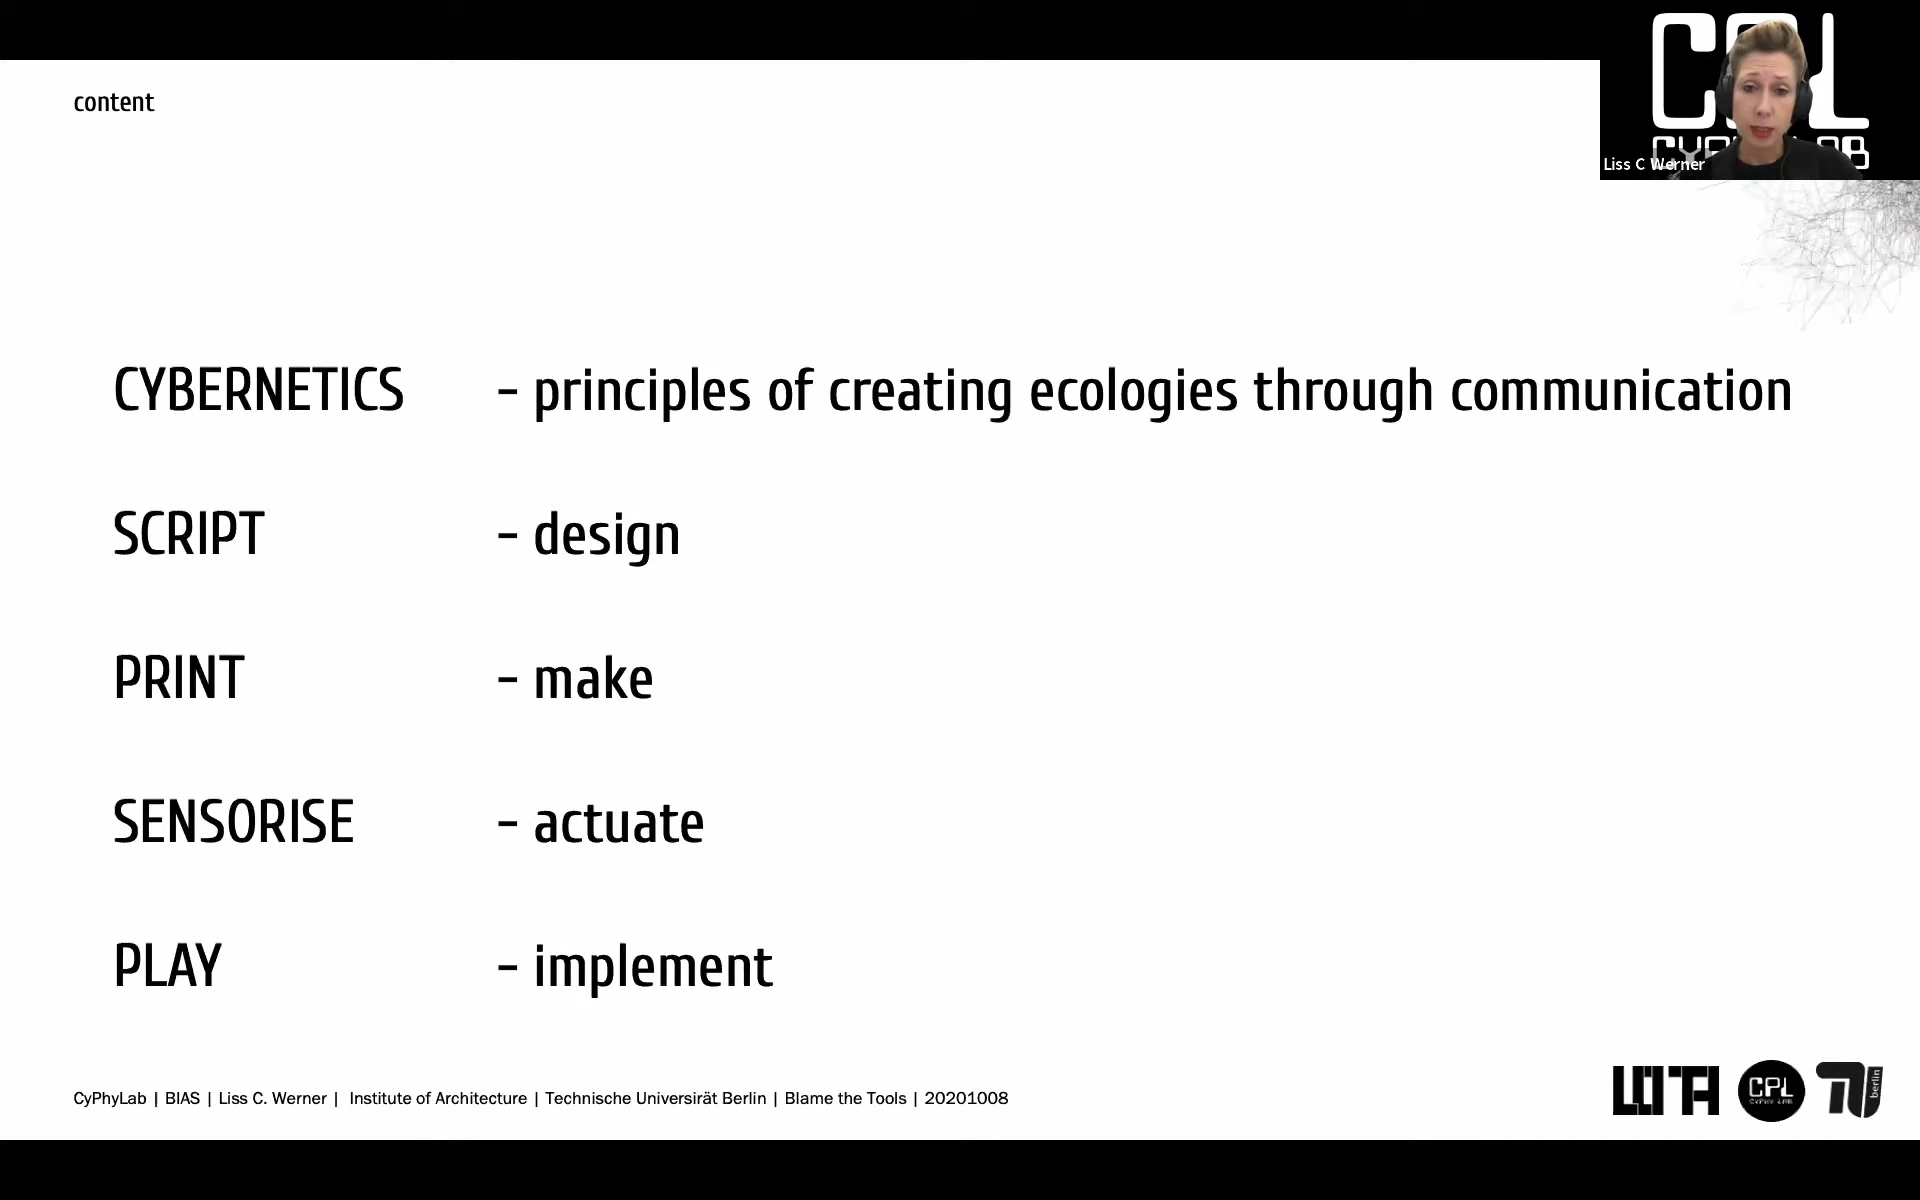 content
Liss C Werner
CYBERNETICS - principles of creating ecologies through communication
SCRIPT - design
PRINT - make
SENSORISE - actuate
PLAY - implement
CyPhyLab | BIAS | Liss C. Werner | Institute of Architecture | Technische Universirät Berlin | Blame the Tools | 20201008
CPL
berlin